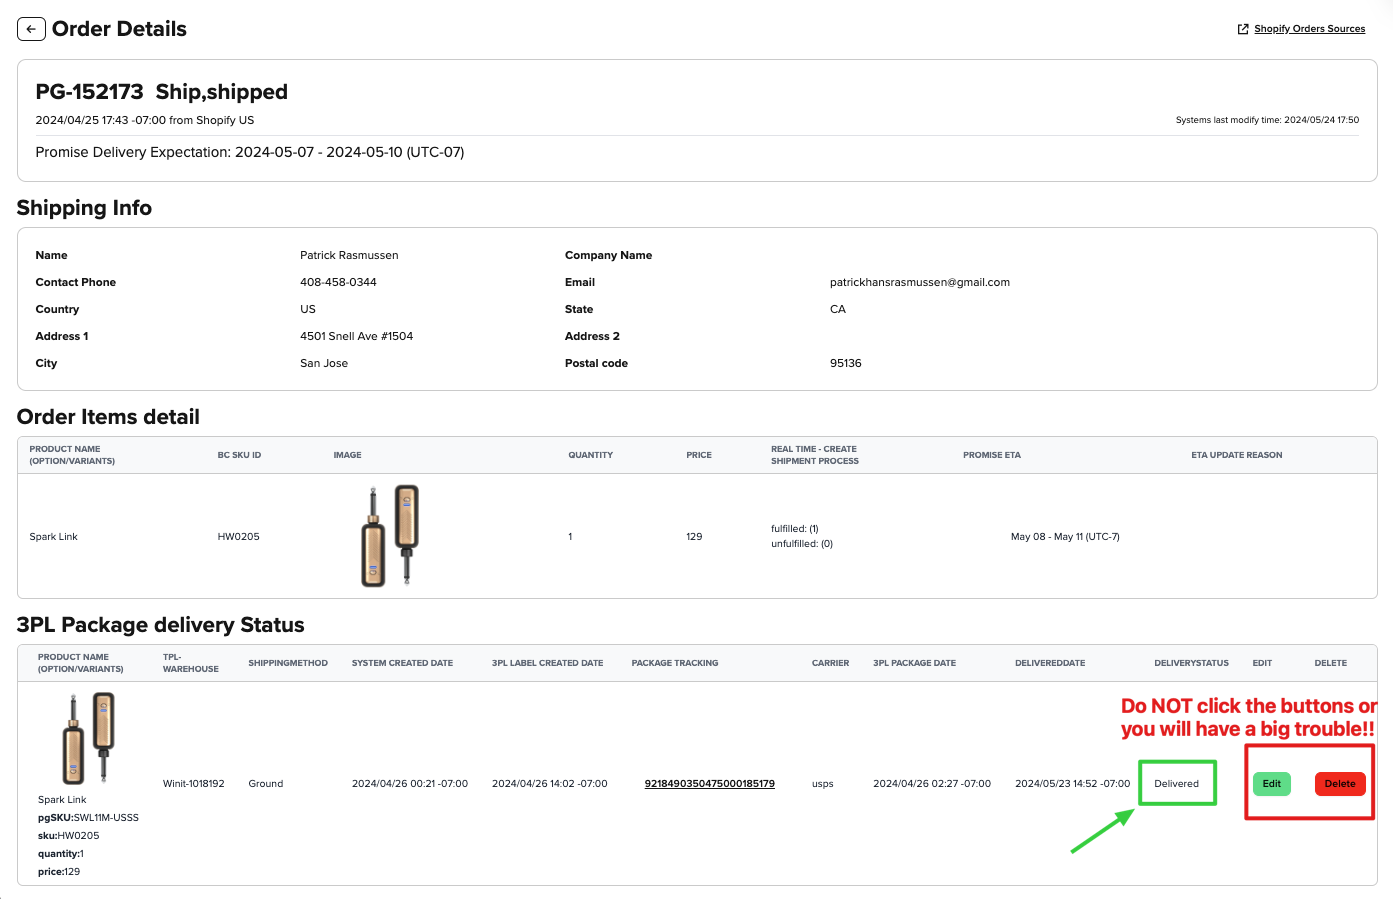 Order Details
Shopify Orders Sources
PG-152173 Ship,shipped
2024/04/25 17:43 -07:00 from Shopify US
Systems last modify time: 2024/05/24 17:50
Promise Delivery Expectation: 2024-05-07 - 2024-05-10 (UTC-07)
Shipping Info
Name Patrick Rasmussen Company Name
Contact Phone 408-458-0344 Email patrickhansrasmussen@gmail.com
Country US State CA
Address 1 4501 Snell Ave #1504 Address 2
City San Jose Postal code 95136
Order Items detail
PRODUCT NAME (OPTION/VARIANTS) BC SKU ID IMAGE QUANTITY PRICE REAL TIME - CREATE SHIPMENT PROCESS PROMISE ETA ETA UPDATE REASON
Spark Link HW0205 1 129 fulfilled: (1) unfulfilled: (0) May 08 - May 11 (UTC-7)
3PL Package delivery Status
PRODUCT NAME (OPTION/VARIANTS) TPL-WAREHOUSE SHIPPINGMETHOD SYSTEM CREATED DATE 3PL LABEL CREATED DATE PACKAGE TRACKING CARRIER 3PL PACKAGE DATE DELIVEREDDATE DELIVERYSTATUS EDIT DELETE
Do NOT click the buttons or
you will have a big trouble!!
Winit-1018192 Ground 2024/04/26 00:21 -07:00 2024/04/26 14:02 -07:00 9218490350475000185179 usps 2024/04/26 02:27 -07:00 2024/05/23 14:52 -07:00 Delivered Edit Delete
Spark Link
pgSKU:SWL11M-USSS
sku:HW0205
quantity:1
price:129